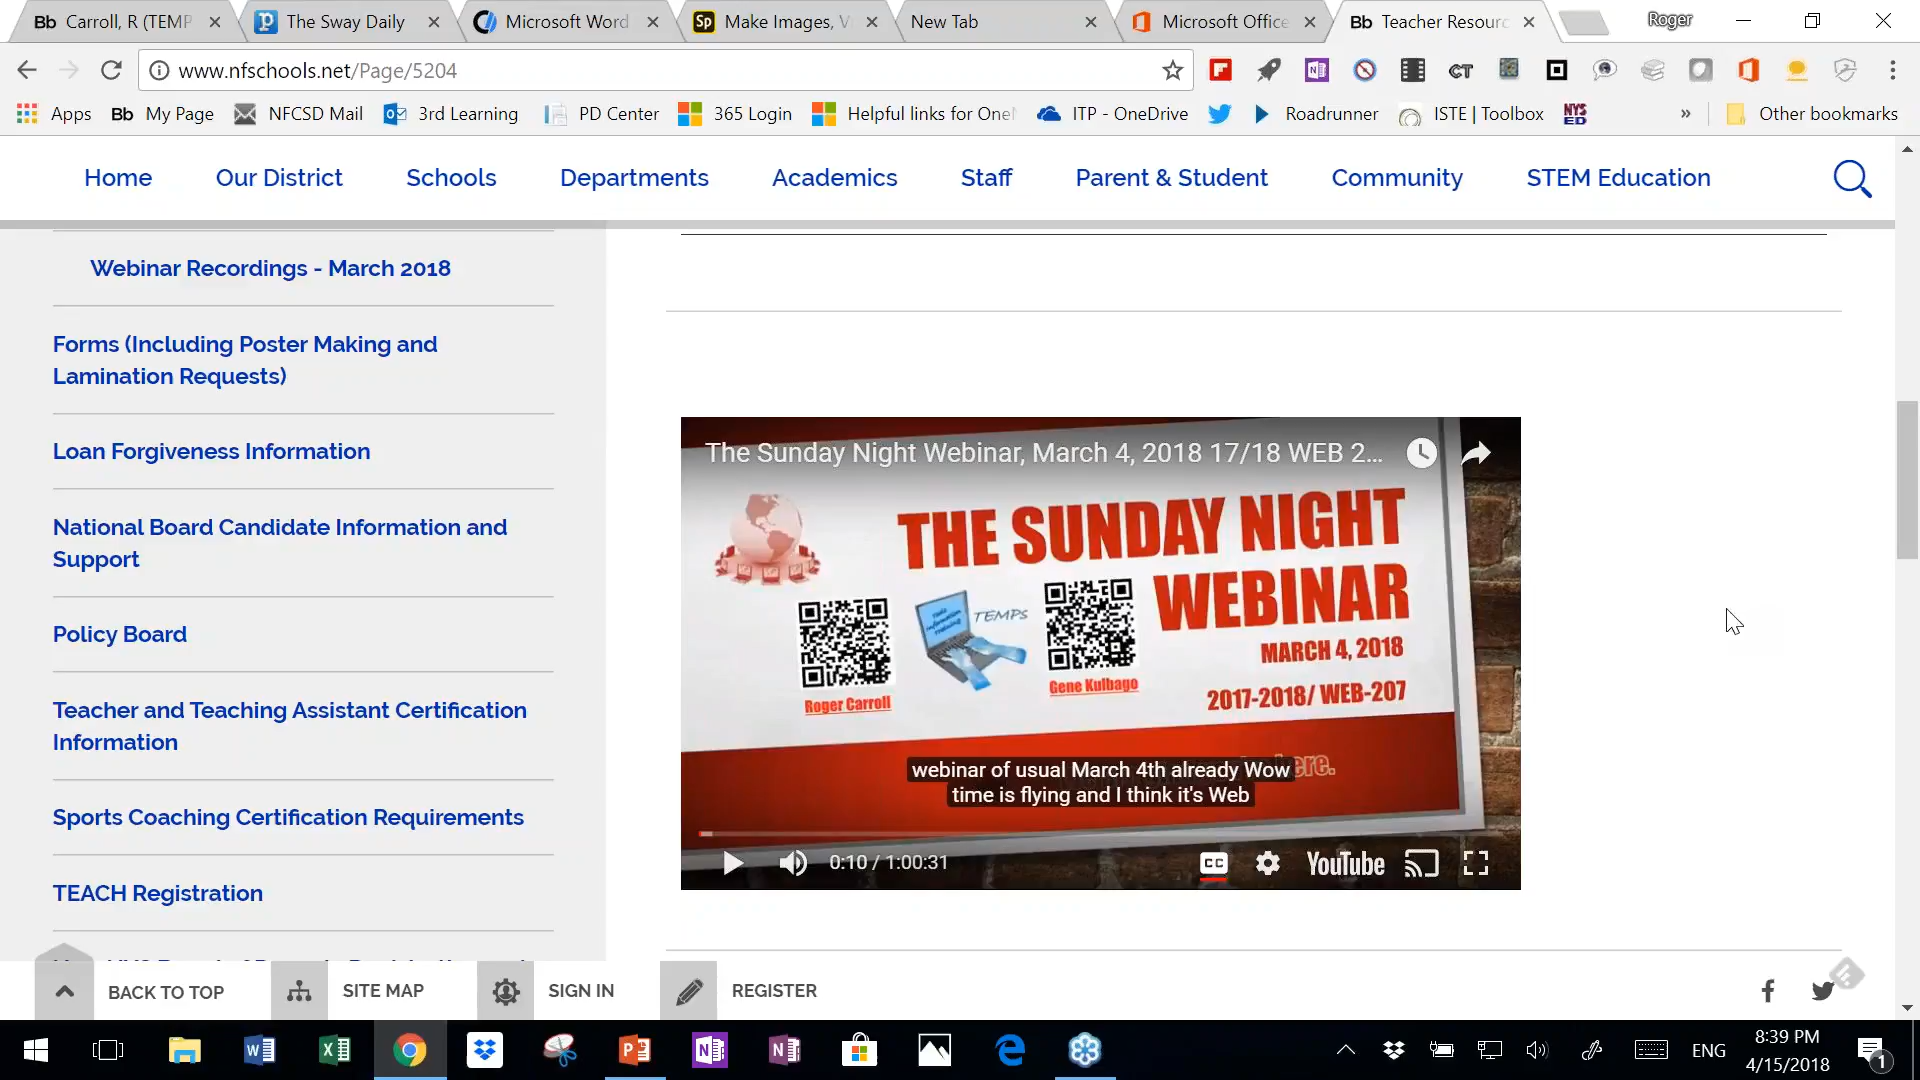 Bb Carroll, R (TEMP
The Sway Daily
Microsoft Word
Sp Make Images, V
New Tab
Microsoft Office
Bb Teacher Resourc
Roger
www.nfschools.net/Page/5204
CT
Apps
Bb My Page
NFCSD Mail
3rd Learning
PD Center
365 Login
Helpful links for One
ITP - OneDrive
Roadrunner
ISTE | Toolbox
NYS
ED
»
Other bookmarks
Home
Our District
Schools
Departments
Academics
Staff
Parent & Student
Community
STEM Education
Webinar Recordings - March 2018
Forms (Including Poster Making and
Lamination Requests)
Loan Forgiveness Information
National Board Candidate Information and
Support
Policy Board
Teacher and Teaching Assistant Certification
Information
Sports Coaching Certification Requirements
TEACH Registration
The Sunday Night Webinar, March 4, 2018 17/18 WEB 2...
THE SUNDAY NIGHT
WEBINAR
TEMPS
MARCH 4, 2018
2017-2018/ WEB-207
Roger Carroll
Gene Kulbago
webinar of usual March 4th already Wow
time is flying and I think it's Web
0:10 / 1:00:31
CC
YouTube
BACK TO TOP
SITE MAP
SIGN IN
REGISTER
ENG
8:39 PM
4/15/2018
1